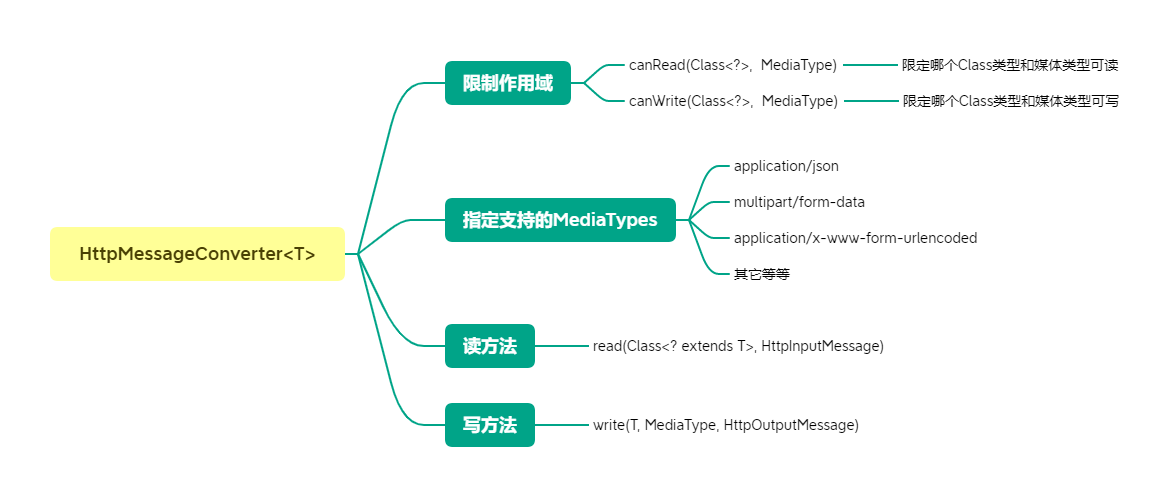 HttpMessageConverter<T>
限制作用域
canRead(Class<?>, MediaType)
限定哪个Class类型和媒体类型可读
canWrite(Class<?>, MediaType)
限定哪个Class类型和媒体类型可写
指定支持的MediaTypes
application/json
multipart/form-data
application/x-www-form-urlencoded
其它等等
读方法
read(Class<? extends T>, HttpInputMessage)
写方法
write(T, MediaType, HttpOutputMessage)